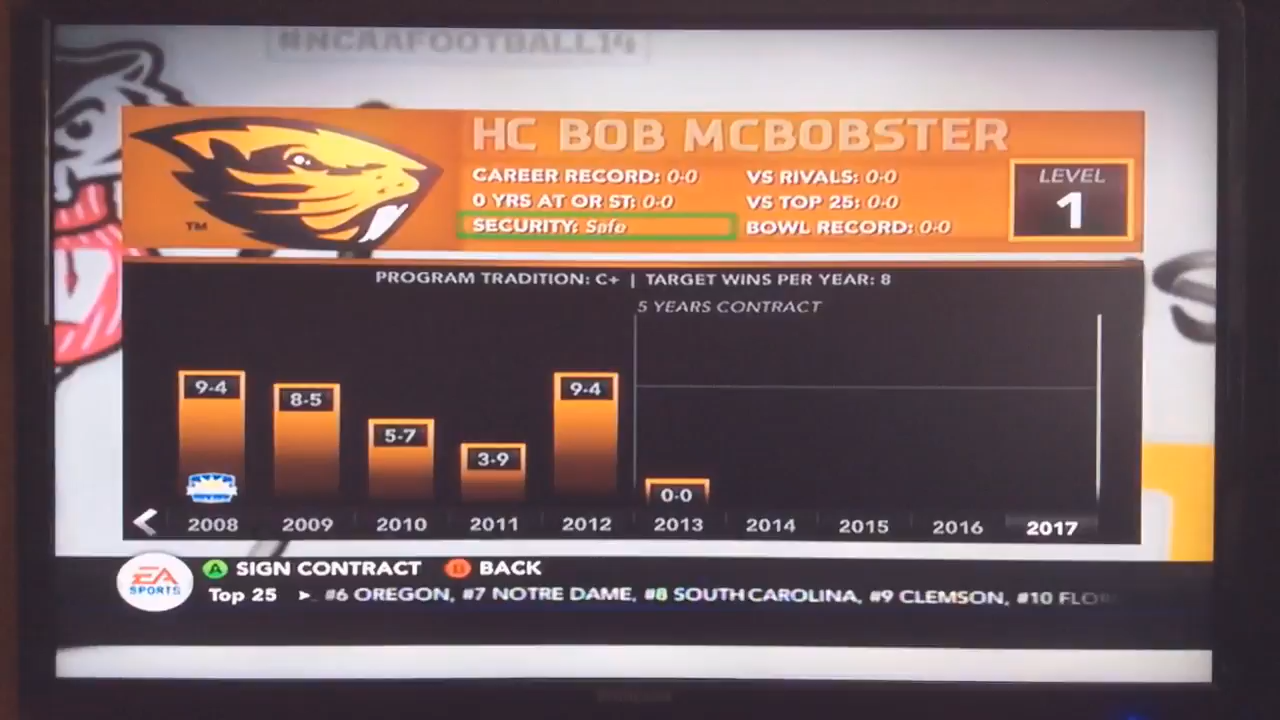 #NCAAFOOTBALL14
HC BOB MCBOBSTER
CAREER RECORD: 0-0
VS RIVALS: 0-0
0 YRS AT OR ST: 0-0
VS TOP 25: 0-0
SECURITY: Safe
BOWL RECORD: 0-0
LEVEL
1
TM
PROGRAM TRADITION: C+ | TARGET WINS PER YEAR: 8
5 YEARS CONTRACT
9-4
8-5
5-7
3-9
9-4
0-0
2008 2009 2010 2011 2012 2013 2014 2015 2016 2017
EA
SPORTS
A SIGN CONTRACT B BACK
Top 25 ► #6 OREGON, #7 NOTRE DAME, #8 SOUTH CAROLINA, #9 CLEMSON, #10 FLO